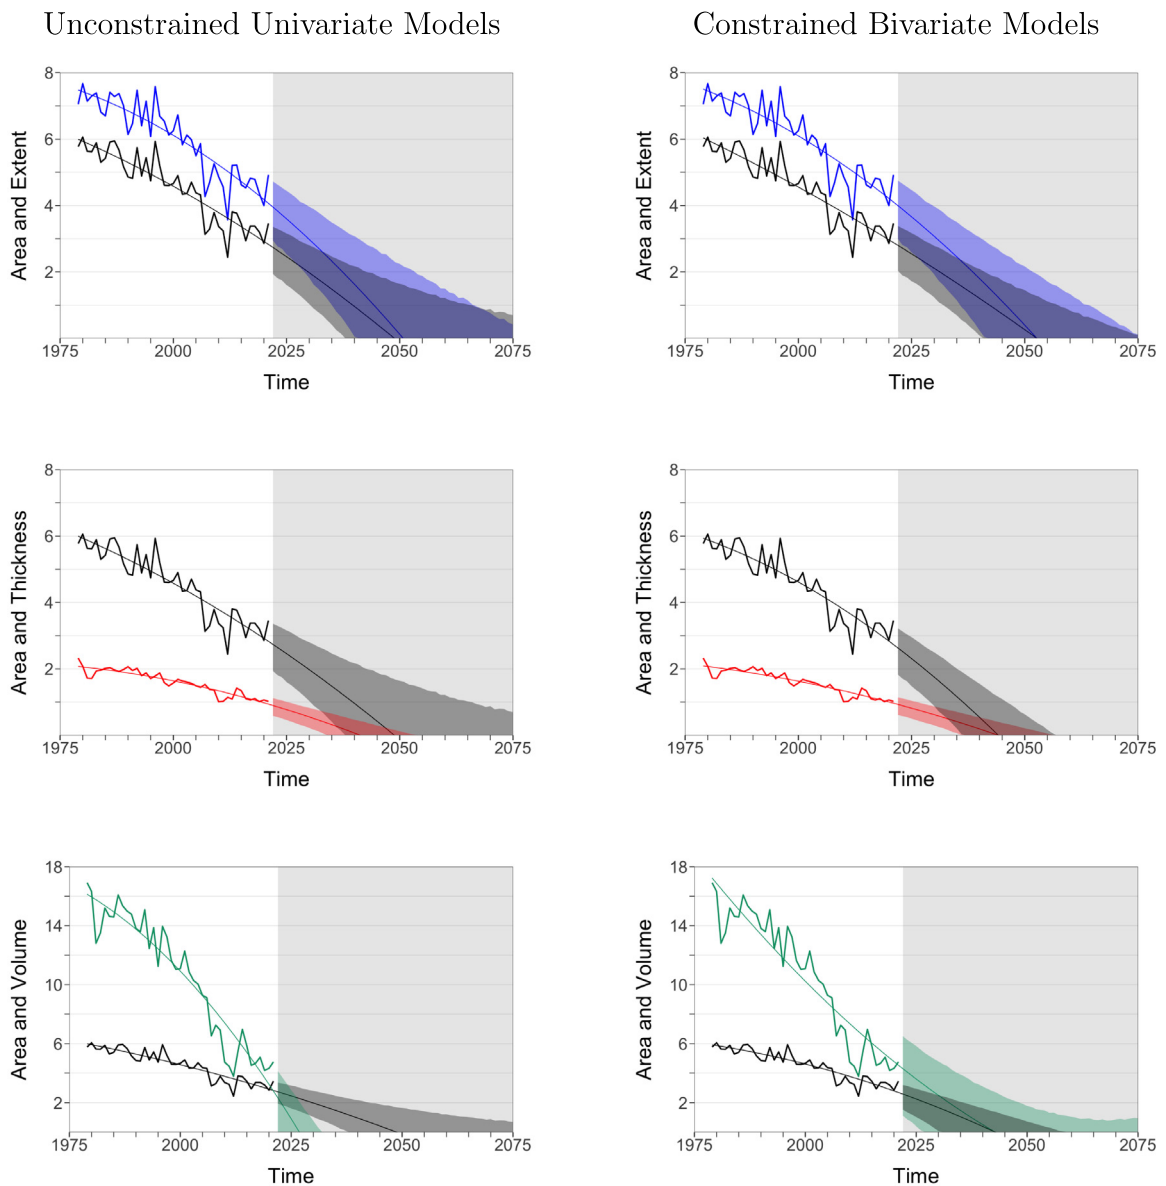 Unconstrained Univariate Models
Constrained Bivariate Models
Area and Extent
8
6
4
2
1975 2000 2025 2050 2075
Time
Area and Extent
8
6
4
2
1975 2000 2025 2050 2075
Time
Area and Thickness
8
6
4
2
1975 2000 2025 2050 2075
Time
Area and Thickness
8
6
4
2
1975 2000 2025 2050 2075
Time
Area and Volume
18
14
10
6
2
1975 2000 2025 2050 2075
Time
Area and Volume
18
14
10
6
2
1975 2000 2025 2050 2075
Time